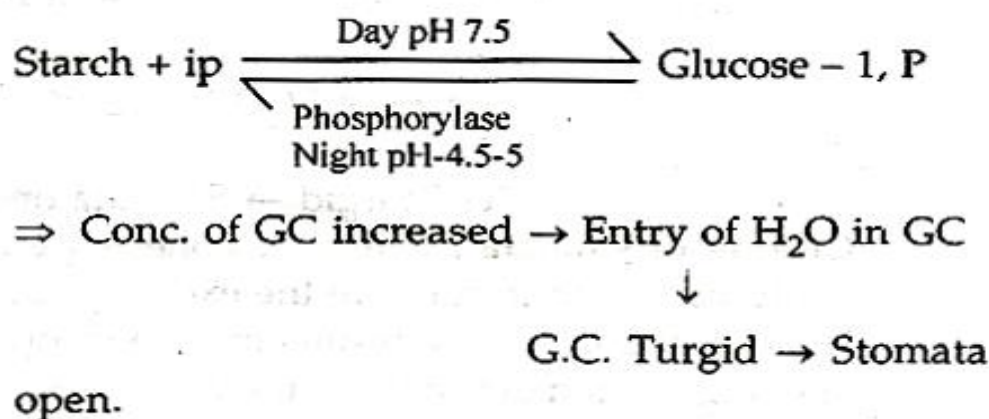 Day pH 7.5
Starch + ip ⇌ Glucose – 1, P
Phosphorylase
Night pH-4.5-5
⇒ Conc. of GC increased → Entry of H₂O in GC
↓
G.C. Turgid → Stomata
open.